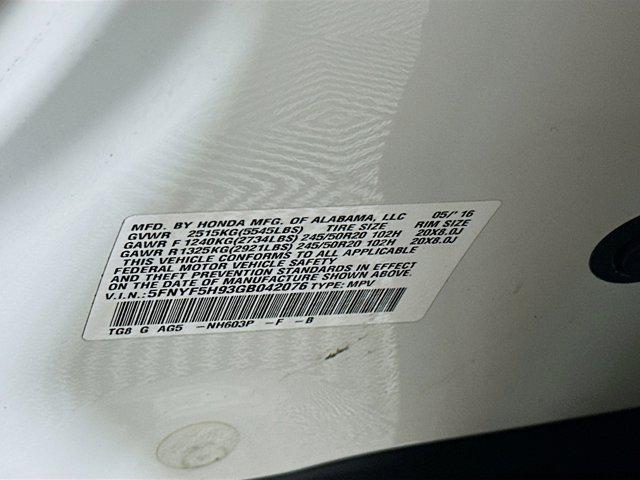 MFD. BY HONDA MFG. OF ALABAMA, LLC 05/'16
GVWR 2515KG(5545LBS) TIRE SIZE RIM SIZE
GAWR F 1240KG(2734LBS) 245/50R20 102H 20X8.0J
GAWR R 1325KG(2921LBS) 245/50R20 102H 20X8.0J
THIS VEHICLE CONFORMS TO ALL APPLICABLE
FEDERAL MOTOR VEHICLE SAFETY
AND THEFT PREVENTION STANDARDS IN EFFECT
ON THE DATE OF MANUFACTURE SHOWN ABOVE.
V.I.N.:5FNYF5H93GB042076 TYPE: MPV
TG8 G AG5 -NH603P -F -B